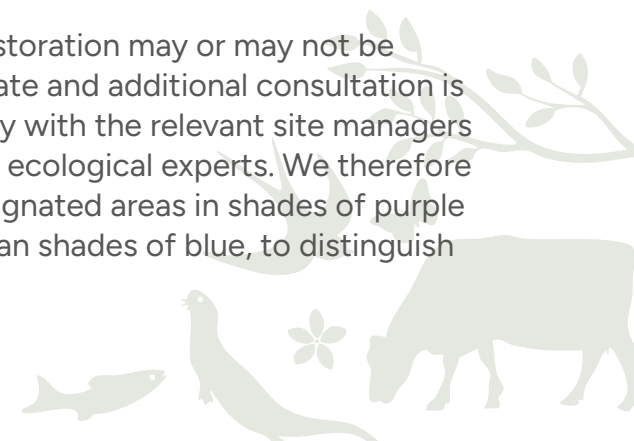 storation may or may not be
ate and additional consultation is
y with the relevant site managers
ecological experts. We therefore
gnated areas in shades of purple
an shades of blue, to distinguish